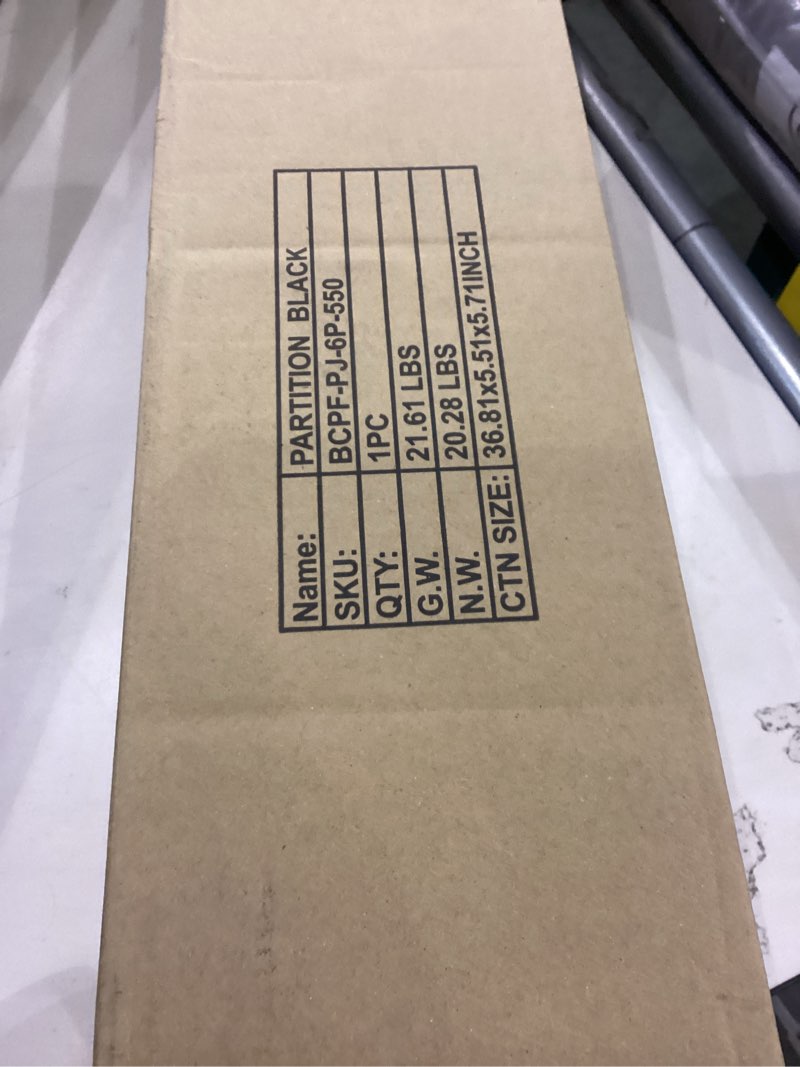 Name: PARTITION BLACK
SKU: BCPF-PJ-6P-550
QTY: 1PC
G.W. 21.61 LBS
N.W. 20.28 LBS
CTN SIZE: 36.81x5.51x5.71INCH